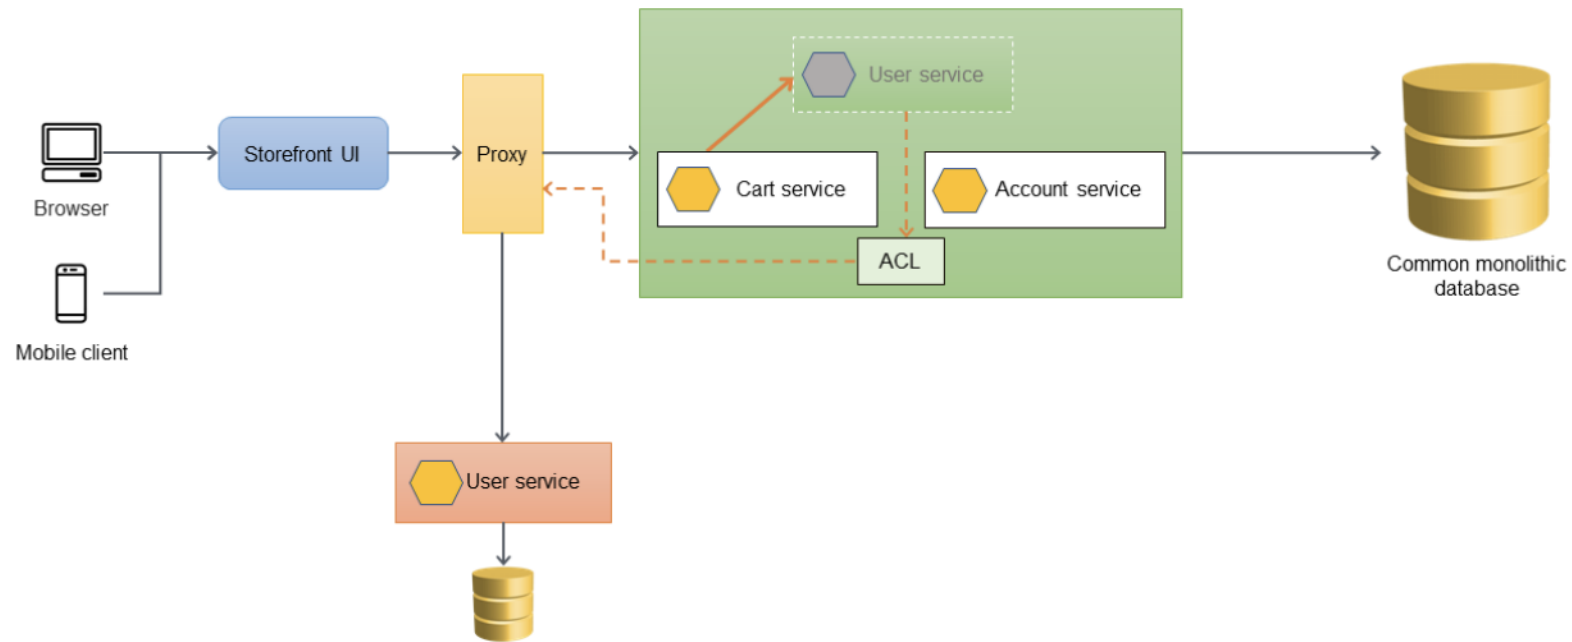 User service
Storefront UI
Proxy
Cart service
Account service
Browser
ACL
Common monolithic
database
Mobile client
User service